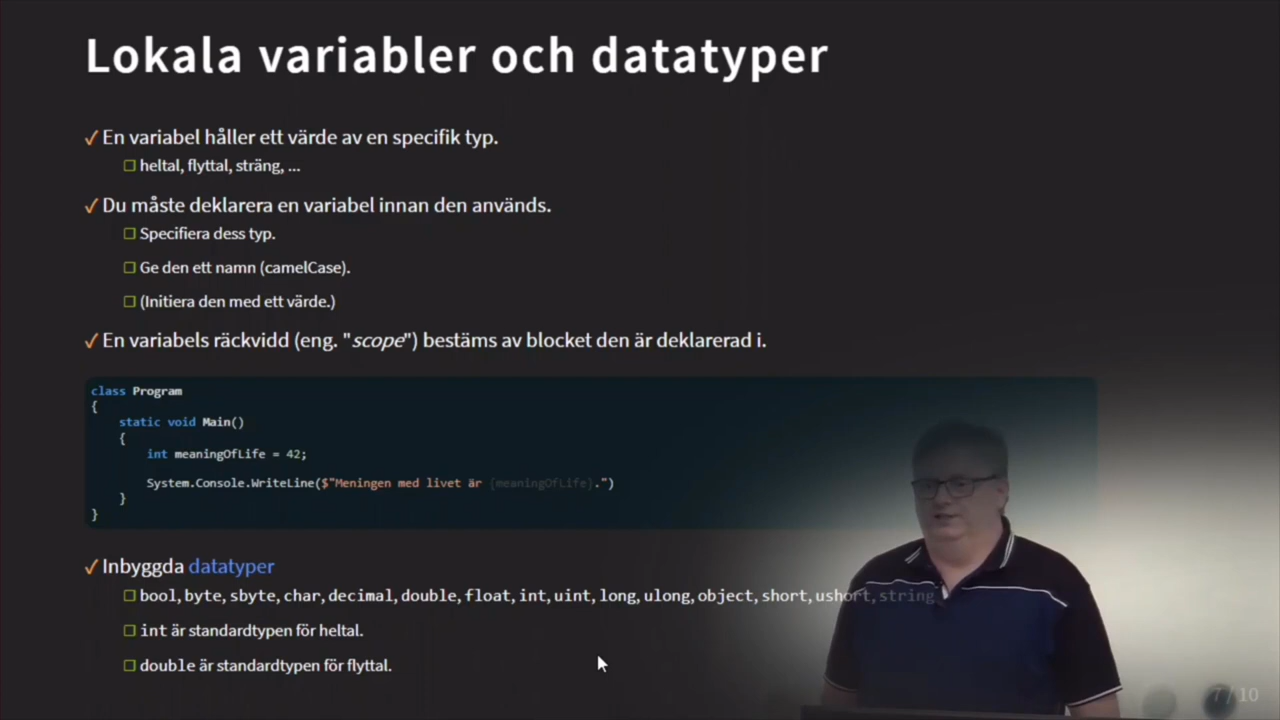 Lokala variabler och datatyper
✓ En variabel håller ett värde av en specifik typ.
☐ heltal, flyttal, sträng, ...
✓ Du måste deklarera en variabel innan den används.
☐ Specifiera dess typ.
☐ Ge den ett namn (camelCase).
☐ (Initiera den med ett värde.)
✓ En variabels räckvidd (eng. "scope") bestäms av blocket den är deklarerad i.
class Program
{
    static void Main()
    {
        int meaningOfLife = 42;
        System.Console.WriteLine($"Meningen med livet är {meaningOfLife}.")
    }
}
✓ Inbyggda datatyper
☐ bool, byte, sbyte, char, decimal, double, float, int, uint, long, ulong, object, short, ushort, string
☐ int är standardtypen för heltal.
☐ double är standardtypen för flyttal.
7 / 10